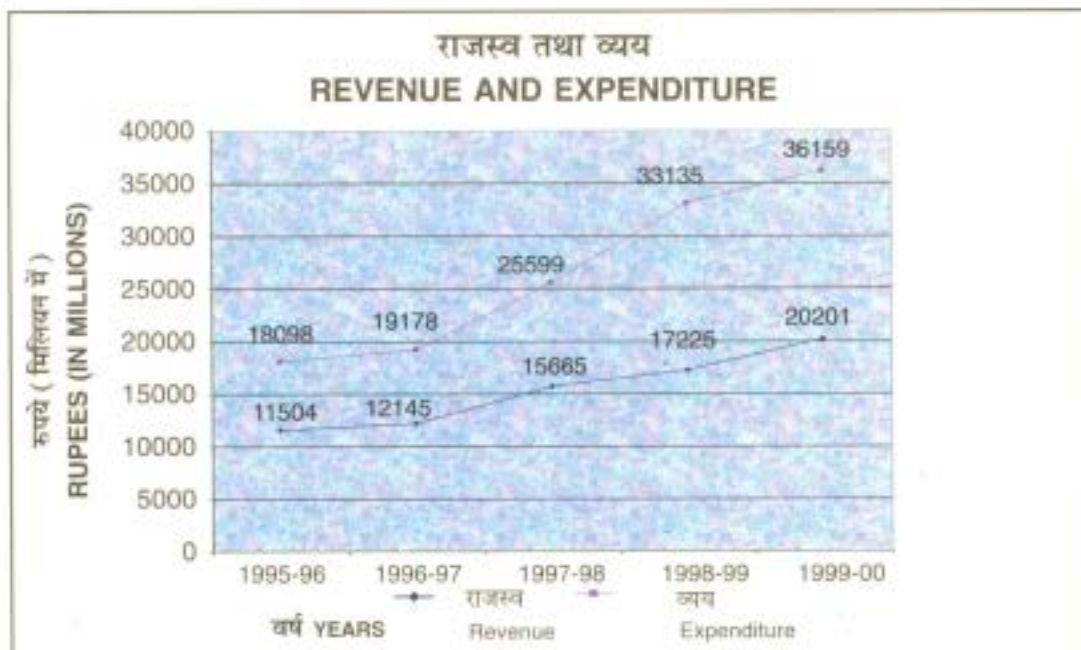 राजस्व तथा व्यय
REVENUE AND EXPENDITURE
रुपये ( मिलियन में )
RUPEES (IN MILLIONS)
40000
35000
30000
25000
20000
15000
10000
5000
0
36159
33135
25599
19178
18098
20201
17225
15665
12145
11504
1995-96 1996-97 1997-98 1998-99 1999-00
राजस्व व्यय
वर्ष YEARS Revenue Expenditure